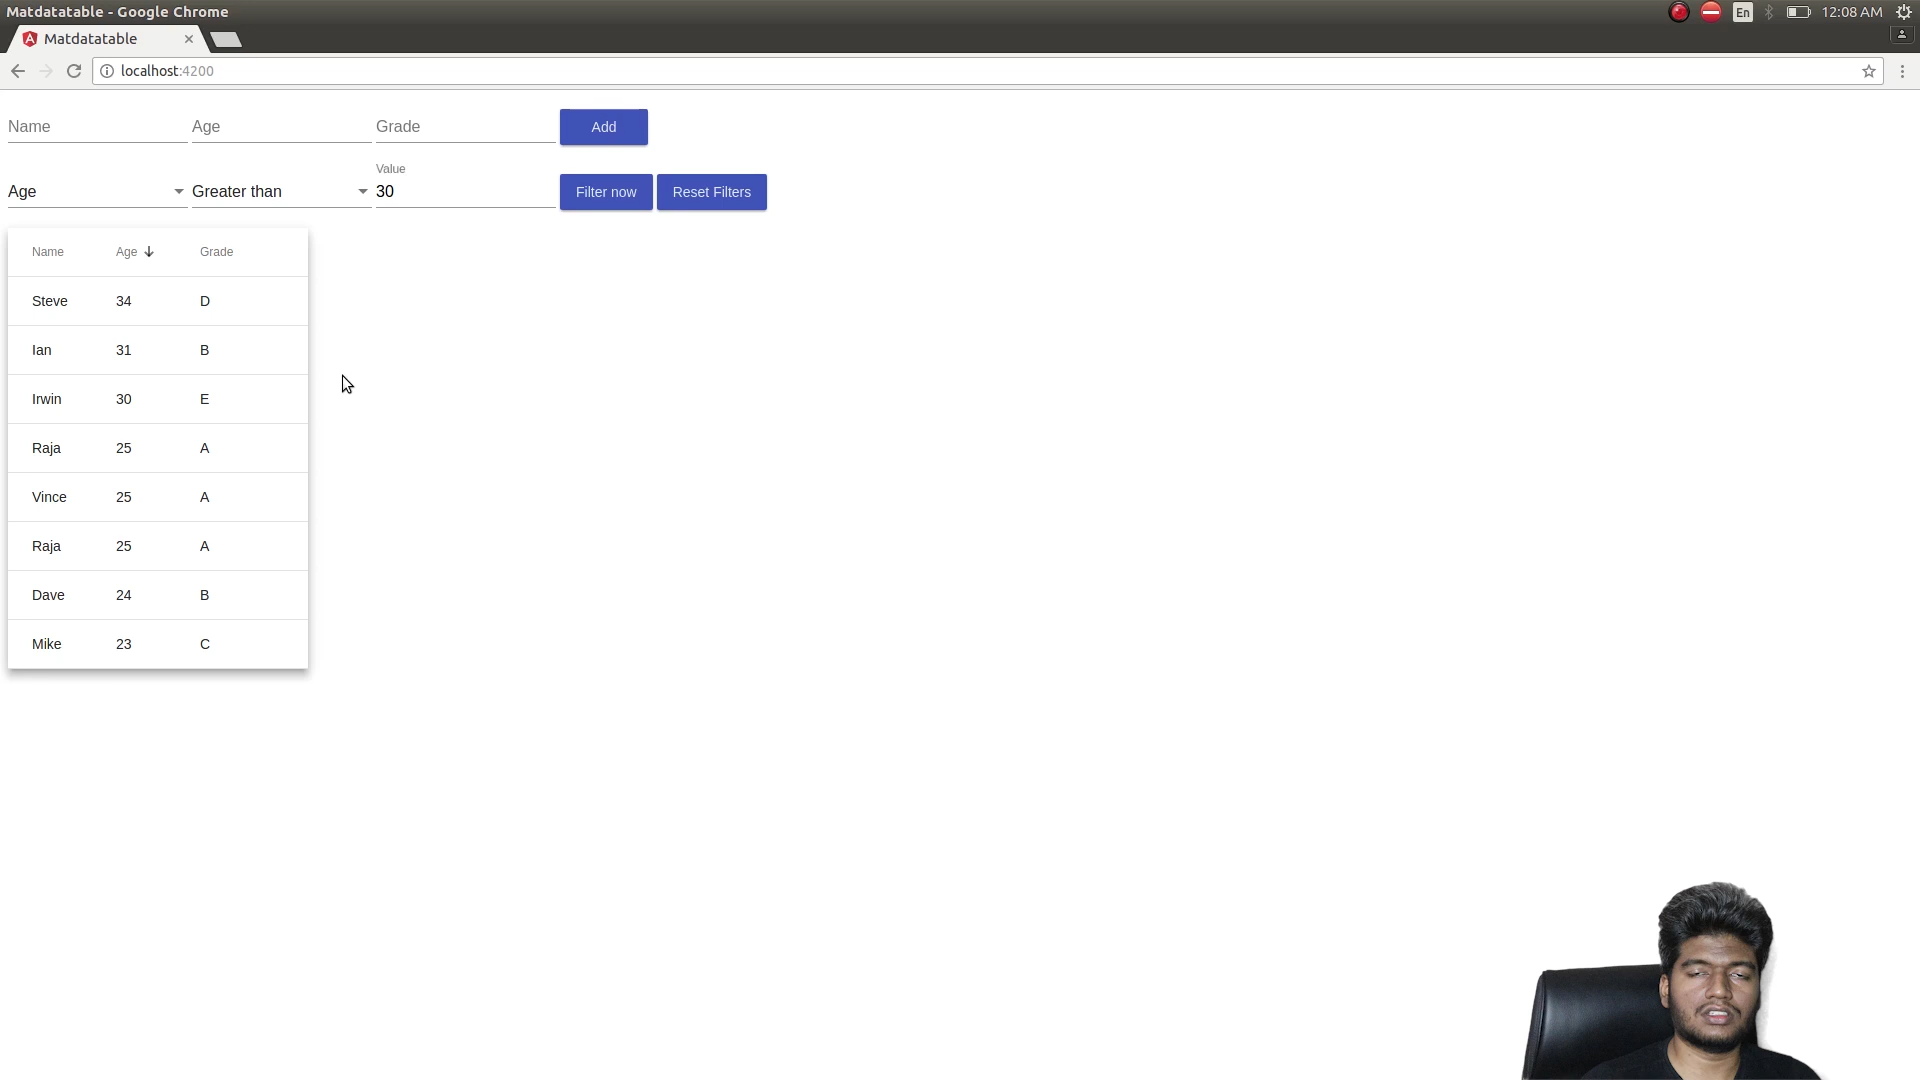 Matdatatable - Google Chrome
En
12:08 AM
Matdatatable
localhost:4200
Name Age Grade Add
Value
Age Greater than 30 Filter now Reset Filters
Name Age Grade
Steve 34 D
Ian 31 B
Irwin 30 E
Raja 25 A
Vince 25 A
Raja 25 A
Dave 24 B
Mike 23 C